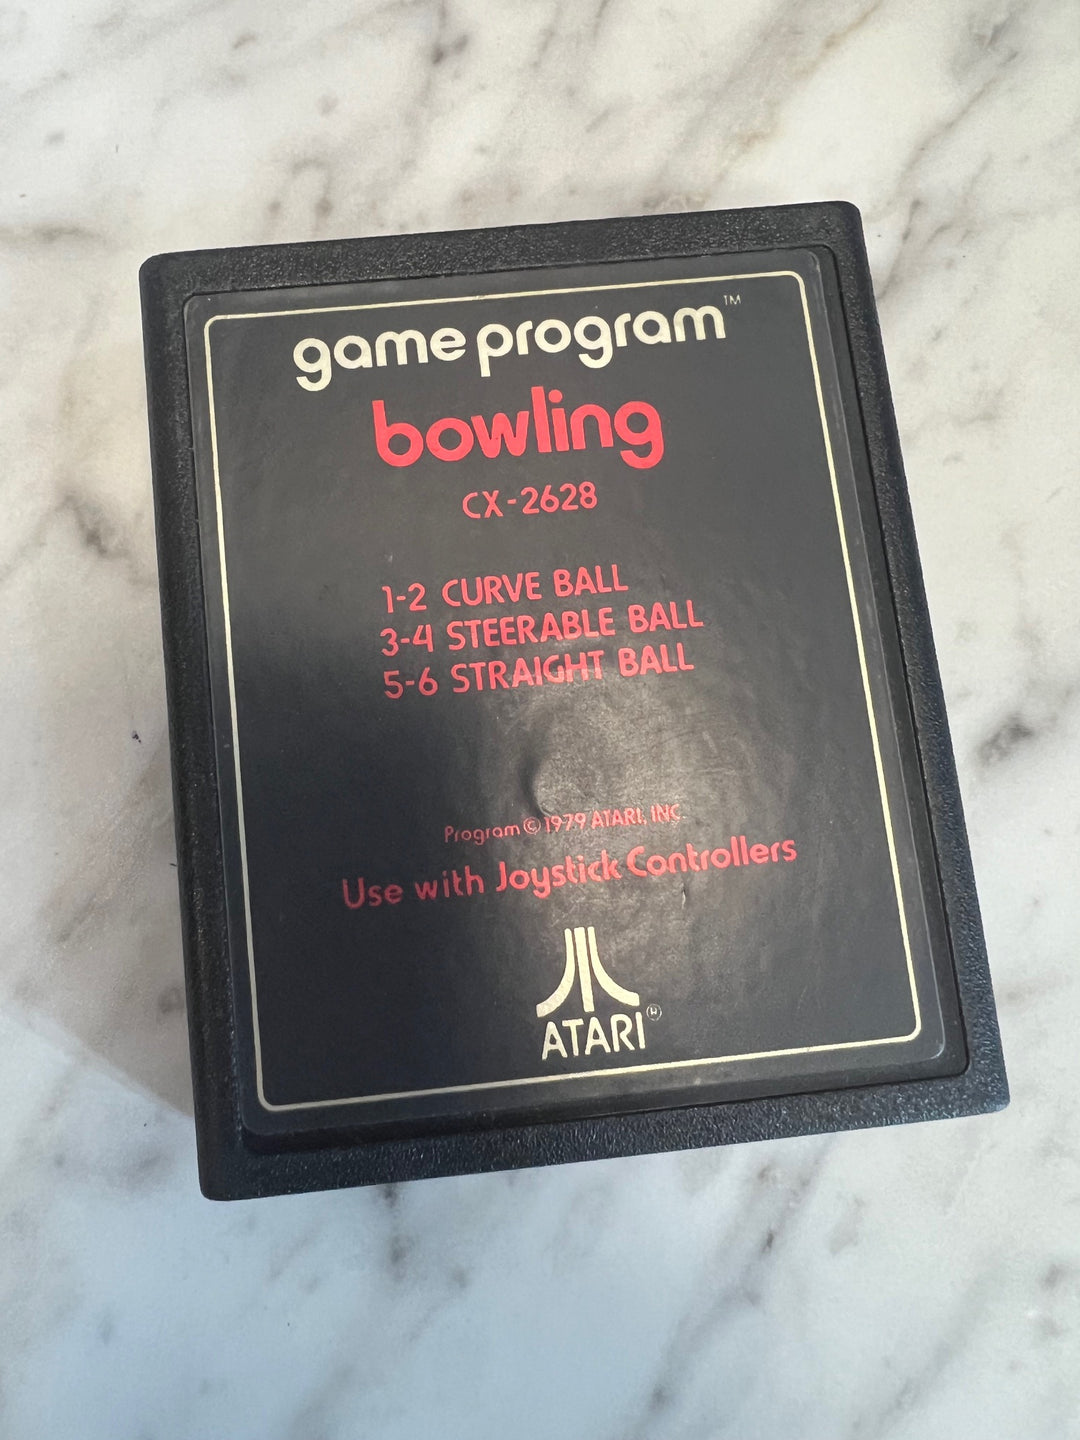 game program™
bowling
CX-2628
1-2 CURVE BALL
3-4 STEERABLE BALL
5-6 STRAIGHT BALL
Program © 1979 ATARI, INC.
Use with Joystick Controllers
ATARI®